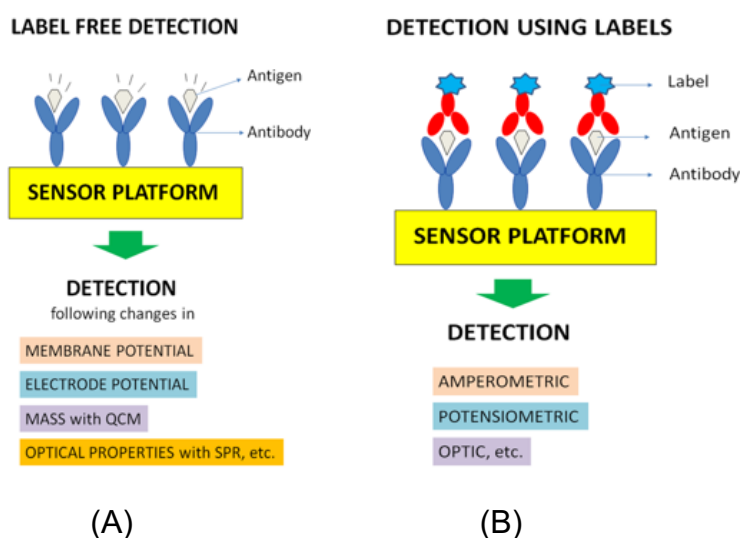 LABEL FREE DETECTION
Antigen
Antibody
SENSOR PLATFORM
DETECTION
following changes in
MEMBRANE POTENTIAL
ELECTRODE POTENTIAL
MASS with QCM
OPTICAL PROPERTIES with SPR, etc.
(A)
DETECTION USING LABELS
Label
Antigen
Antibody
SENSOR PLATFORM
DETECTION
AMPEROMETRIC
POTENSIOMETRIC
OPTIC, etc.
(B)